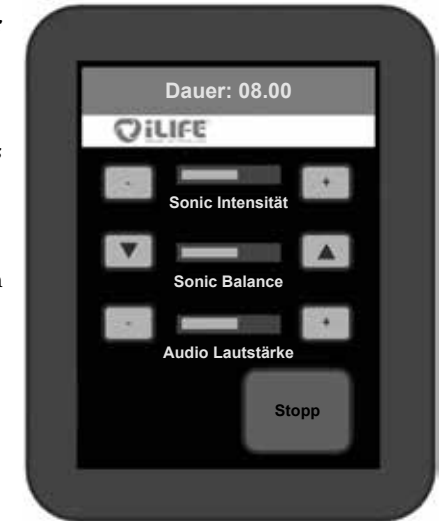 Dauer: 08.00
iLIFE
- +
Sonic Intensität
▼ ▲
Sonic Balance
- +
Audio Lautstärke
Stopp